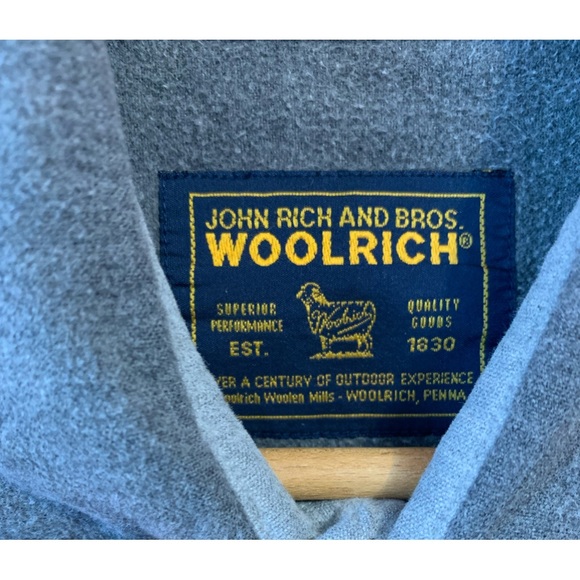 JOHN RICH AND BROS.
WOOLRICH®
SUPERIOR
PERFORMANCE
EST.
Woolrich
QUALITY
GOODS
1830
A CENTURY OF OUTDOOR EXPERIENCE
Woolen Mills - WOOLRICH, PENNA